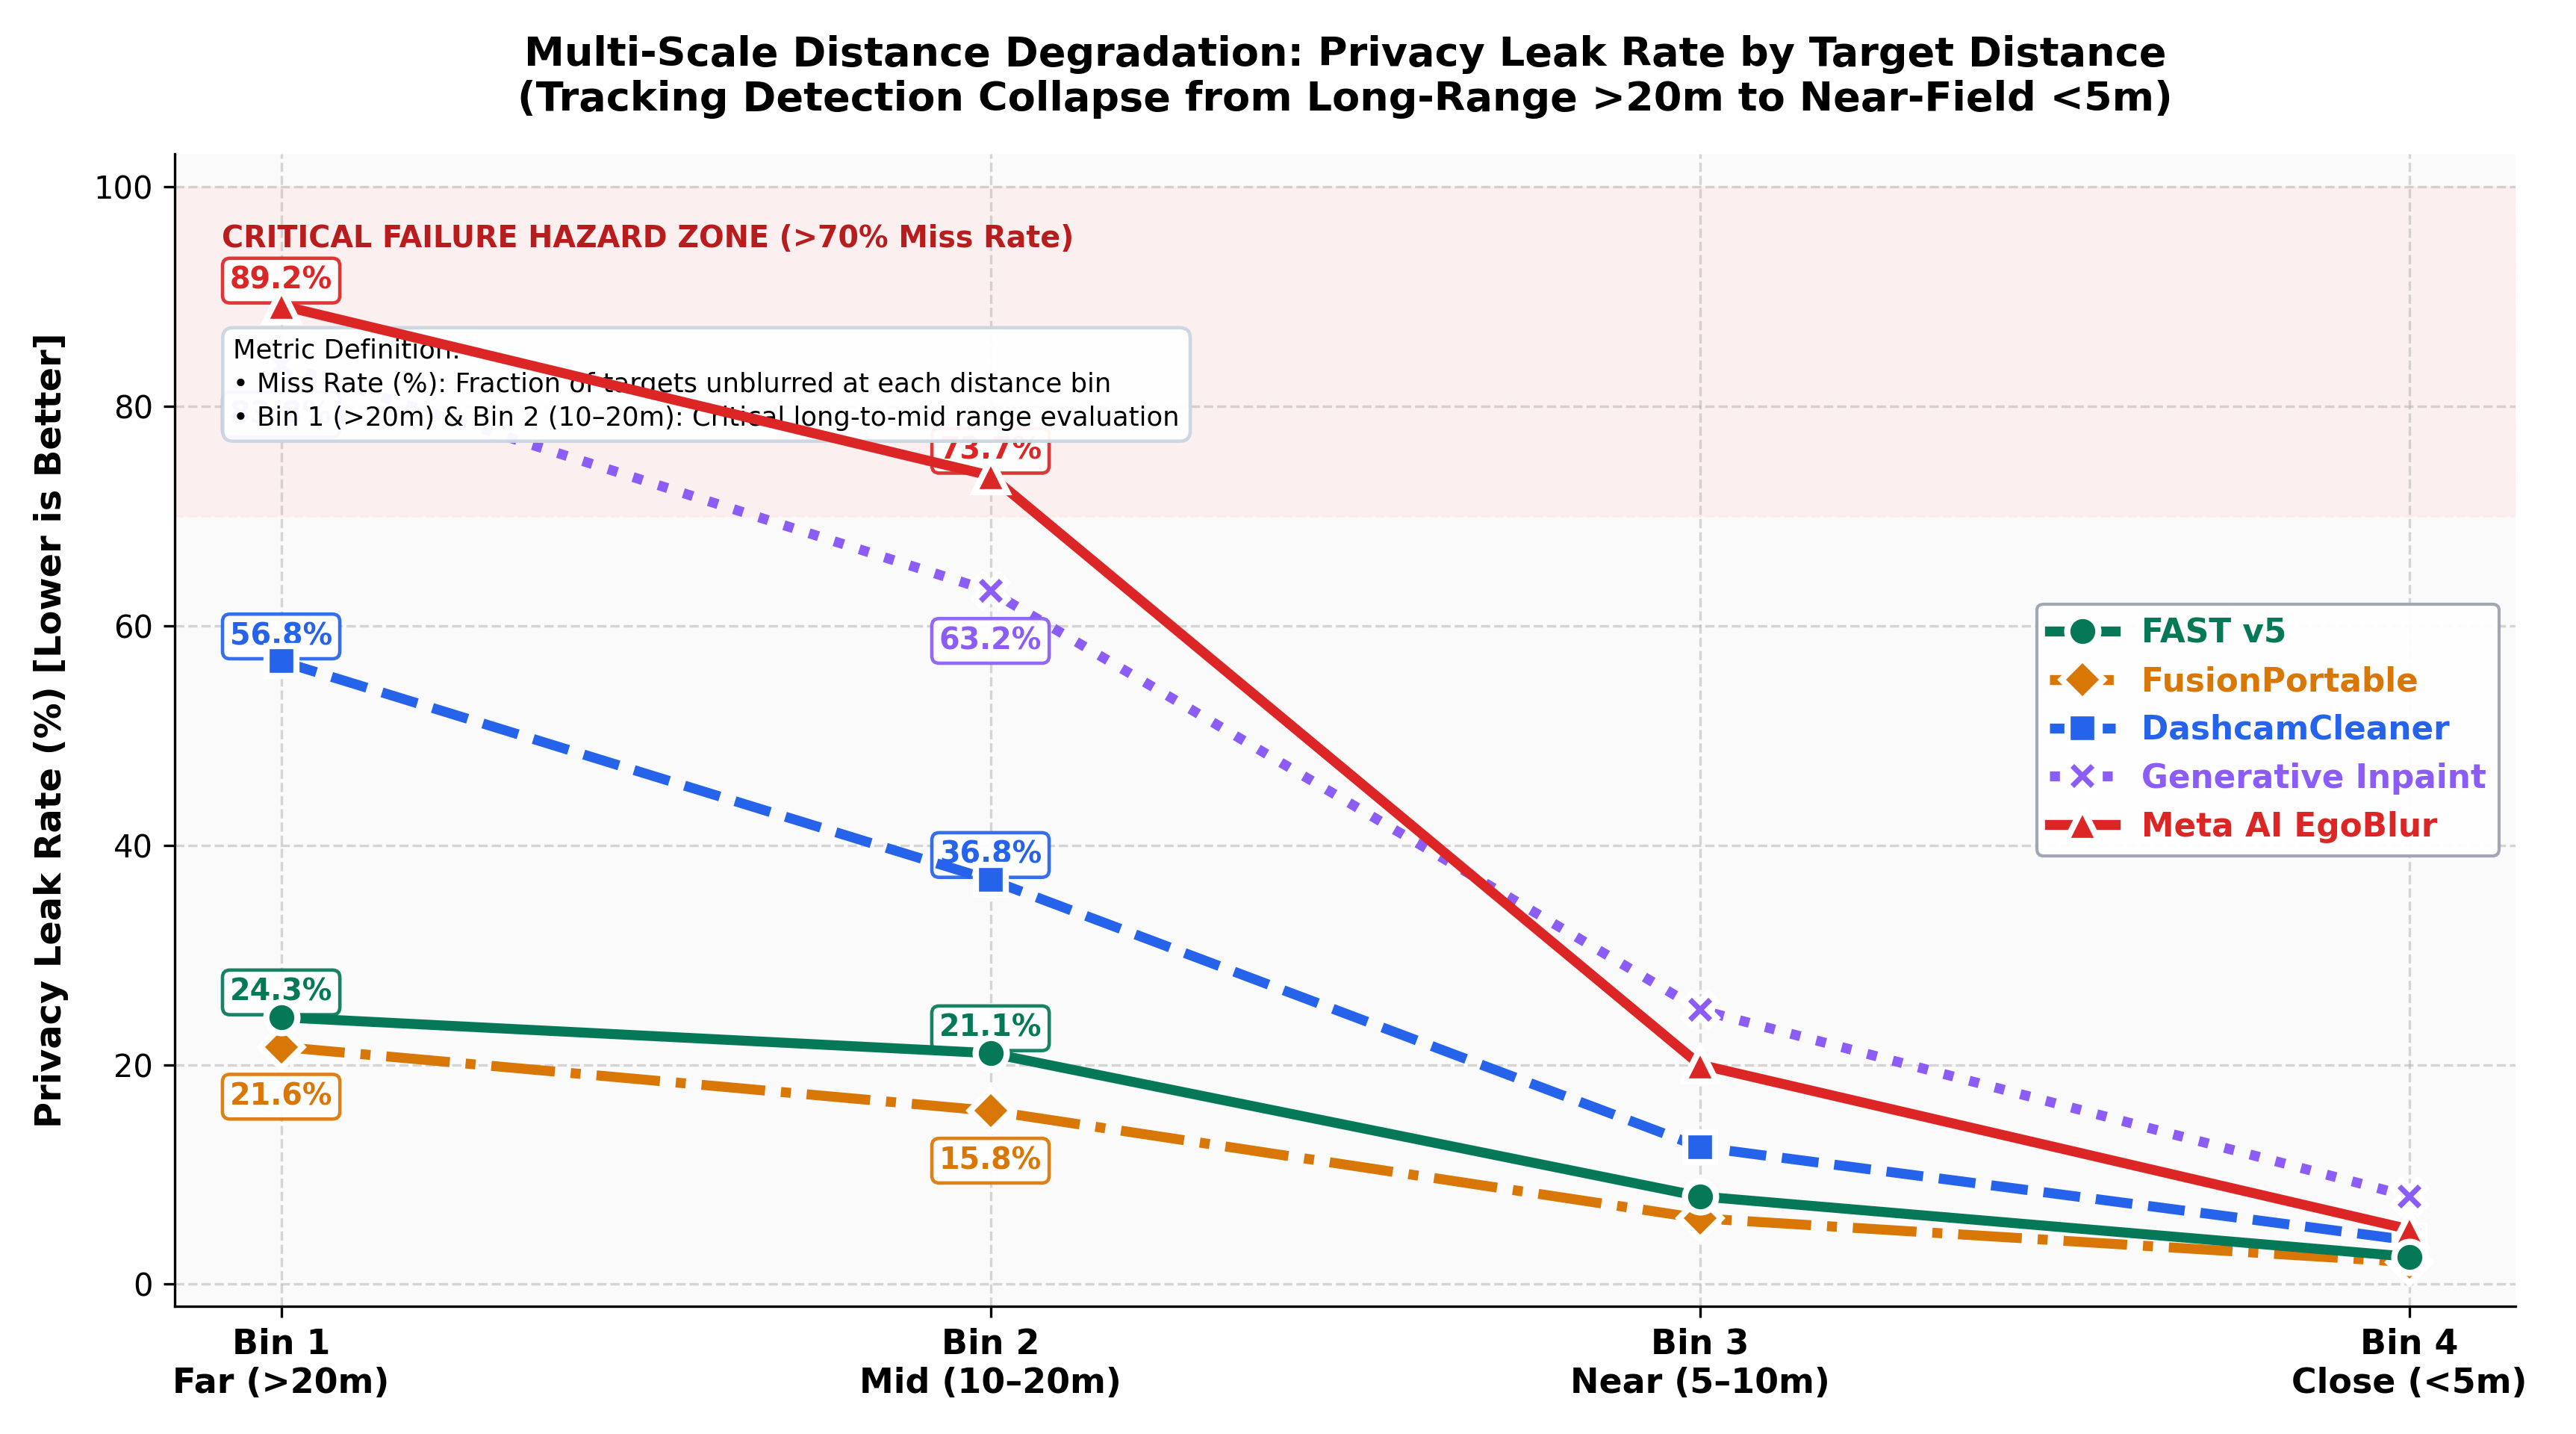 Multi-Scale Distance Degradation: Privacy Leak Rate by Target Distance
(Tracking Detection Collapse from Long-Range >20m to Near-Field <5m)
Privacy Leak Rate (%) [Lower is Better]
100
80
60
40
20
0
CRITICAL FAILURE HAZARD ZONE (>70% Miss Rate)
89.2%
Metric Definition:
• Miss Rate (%): Fraction of targets unblurred at each distance bin
• Bin 1 (>20m) & Bin 2 (10–20m): Critical long-to-mid range evaluation
73.7%
63.2%
56.8%
36.8%
24.3%
21.1%
21.6%
15.8%
FAST v5
FusionPortable
DashcamCleaner
Generative Inpaint
Meta AI EgoBlur
Bin 1
Far (>20m)
Bin 2
Mid (10–20m)
Bin 3
Near (5–10m)
Bin 4
Close (<5m)